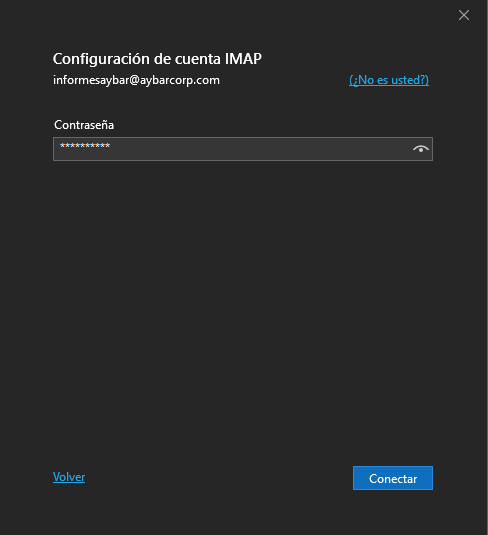 Configuración de cuenta IMAP
informesaybar@aybarcorp.com (¿No es usted?)
Contraseña
**********
Volver Conectar